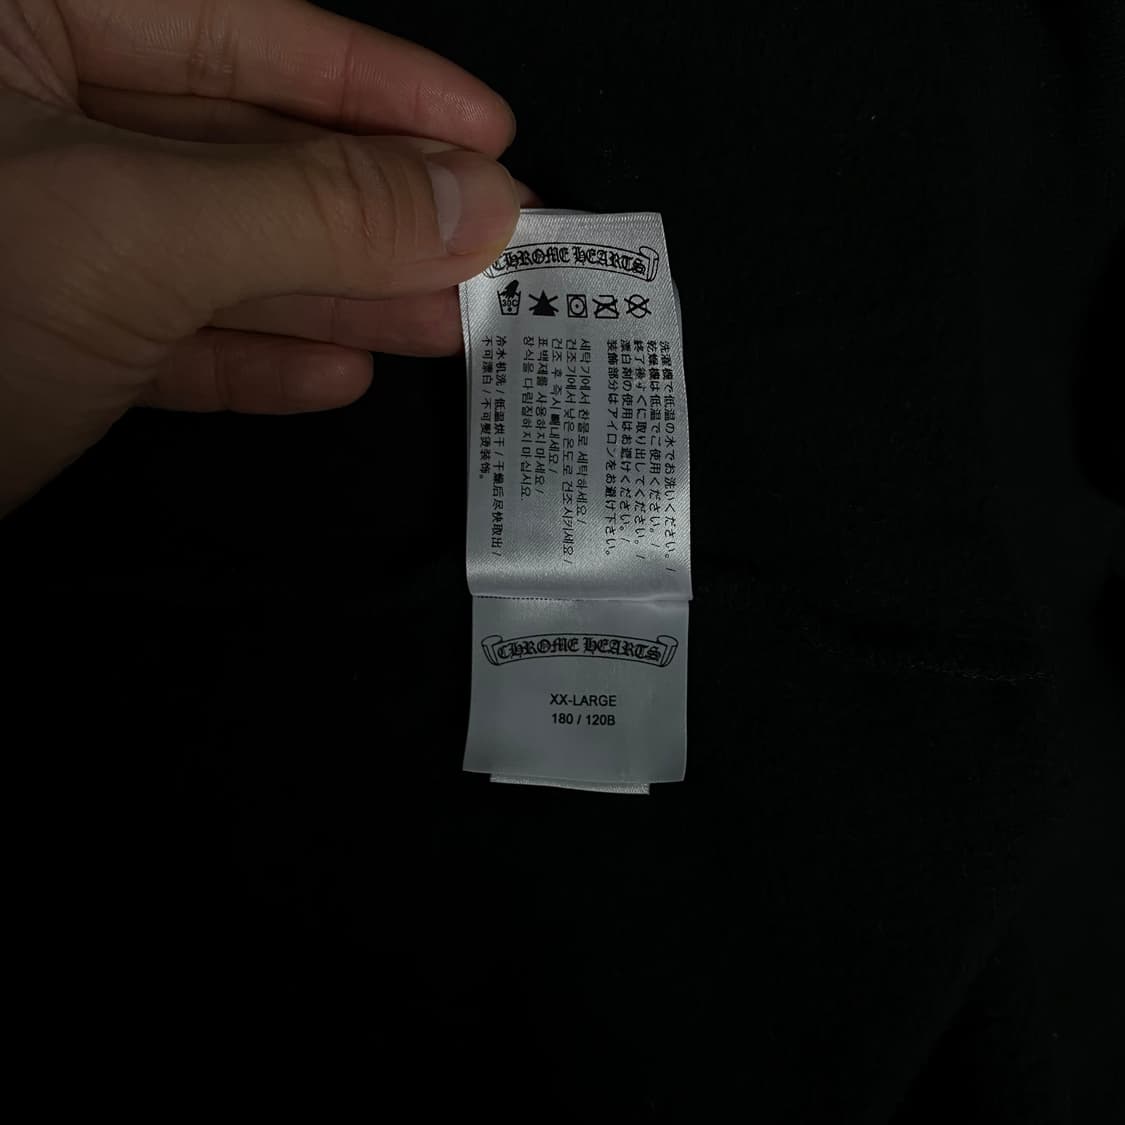 CHROME HEARTS
30C
洗濯機で低温の水でお洗いください。/
乾燥機は低温でご使用ください。/
終了後すぐに取り出してください。/
漂白剤の使用はお避けください。/
装飾部分はアイロンをお避け下さい。
세탁기에서 찬물로 세탁하세요/
건조기에서 낮은 온도로 건조시키세요/
건조 후 즉시 빼내세요/
표백제를 사용하지 마세요/
장식을 다림질하지 마십시오.
冷水机洗/低温烘干/干燥后尽快取出/
不可漂白/不可熨烫装饰。
CHROME HEARTS
XX-LARGE
180 / 120B